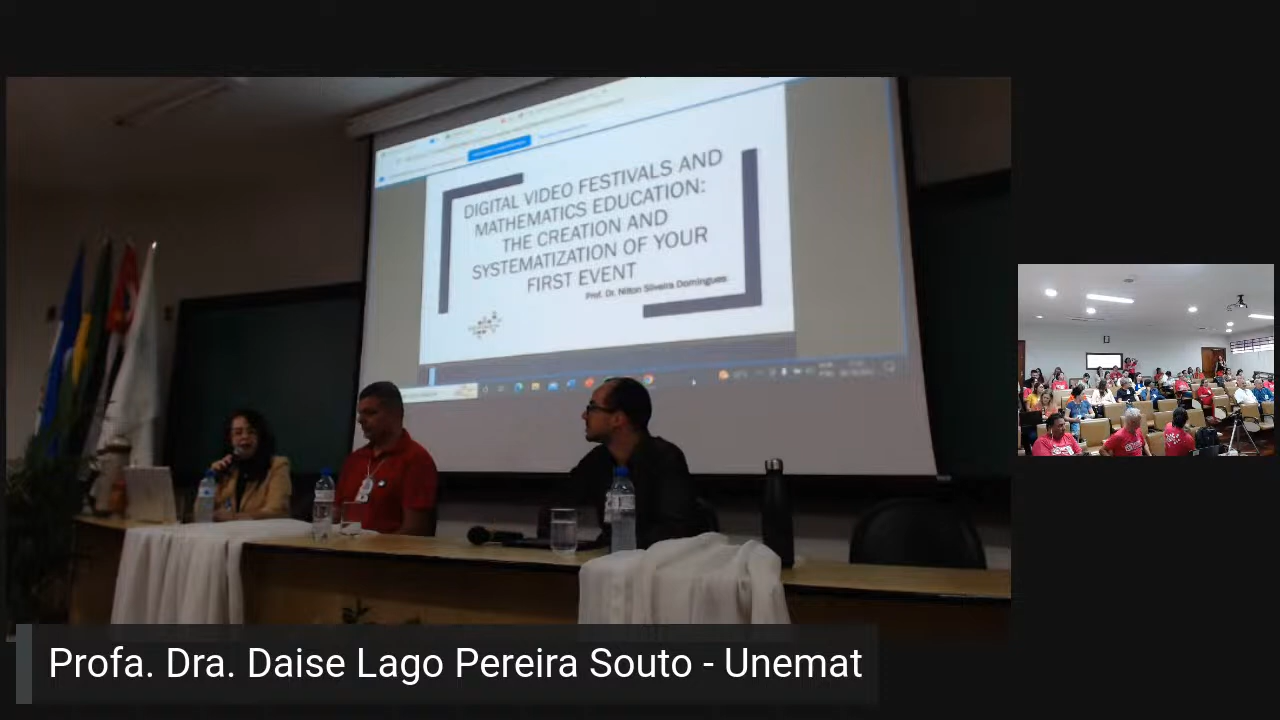 DIGITAL VIDEO FESTIVALS AND
MATHEMATICS EDUCATION:
THE CREATION AND
SYSTEMATIZATION OF YOUR
FIRST EVENT
Prof. Dr. Nilton Silveira Domingues
Profa. Dra. Daise Lago Pereira Souto - Unemat